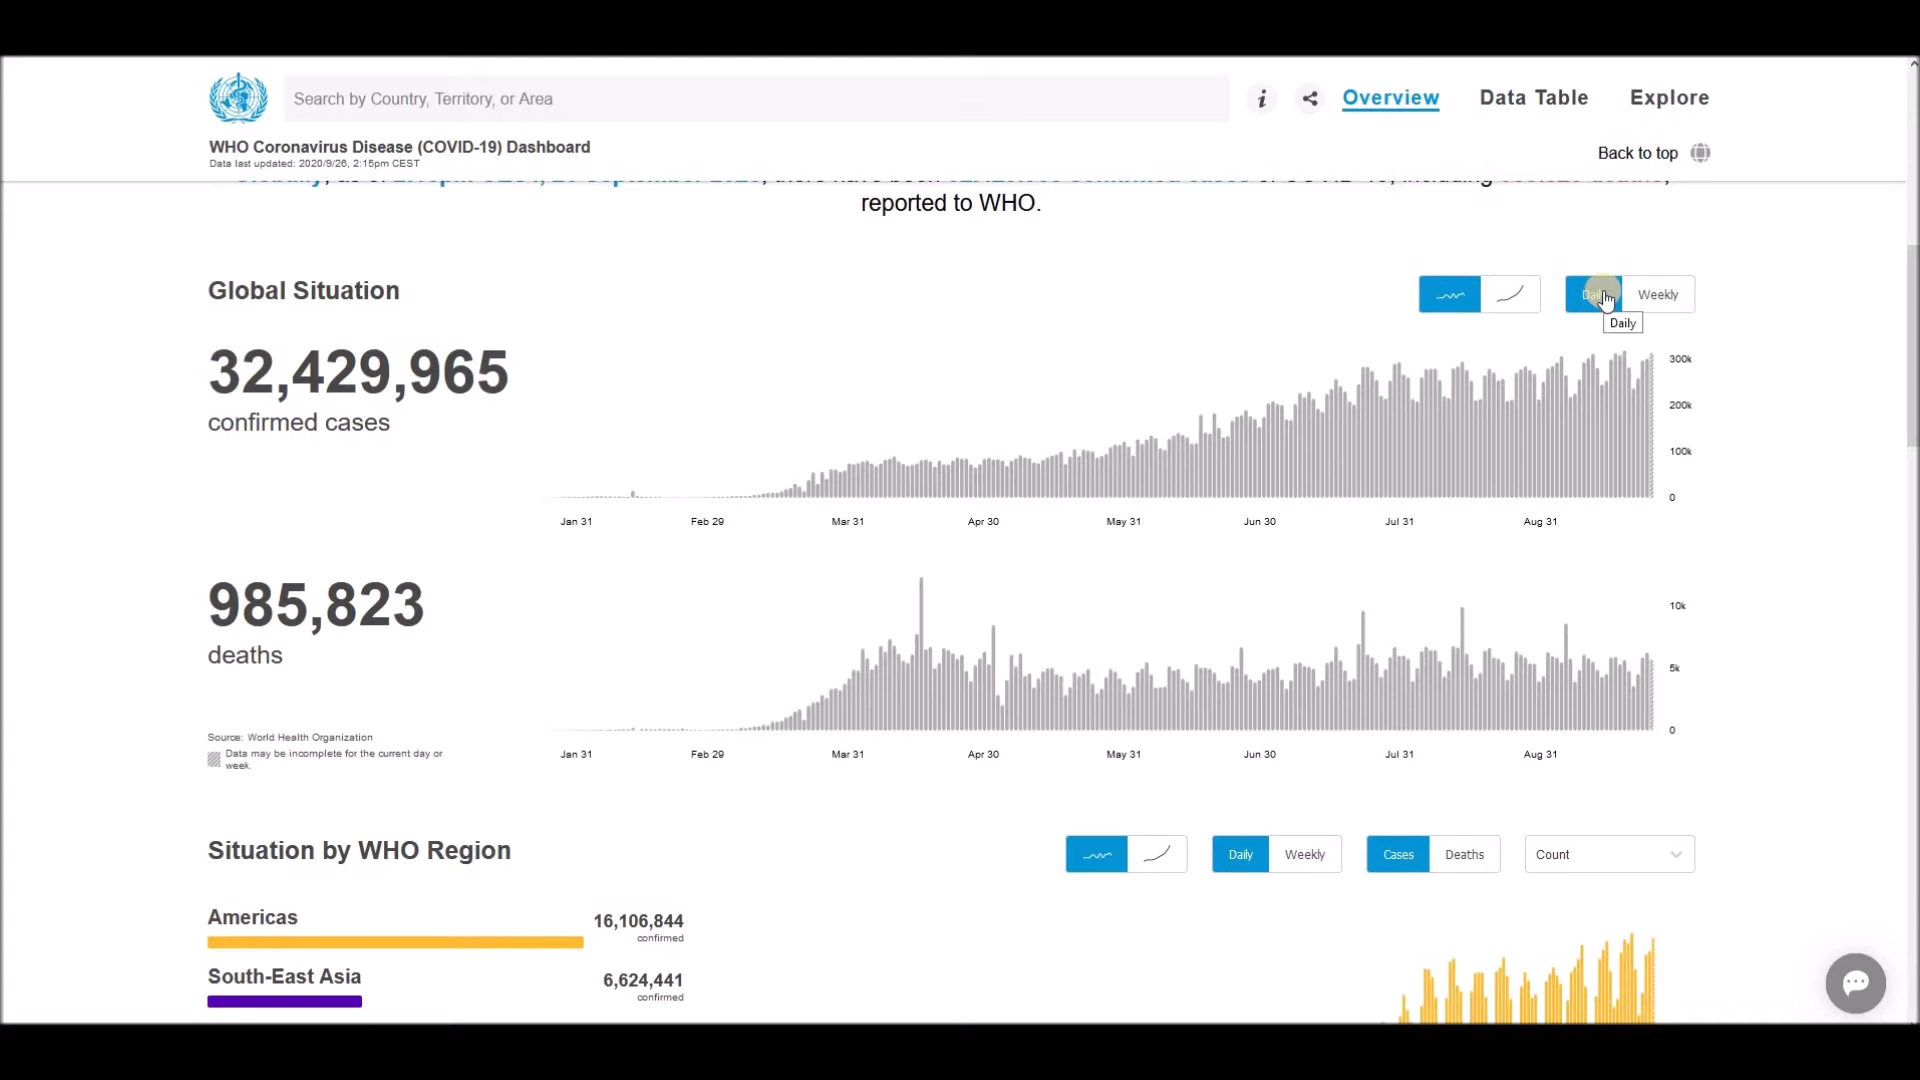 Search by Country, Territory, or Area
Overview
Data Table
Explore
WHO Coronavirus Disease (COVID-19) Dashboard
Data last updated: 2020/9/26, 2:15pm CEST
Back to top
reported to WHO.
Global Situation
Weekly
Daily
32,429,965
confirmed cases
300k
200k
100k
0
Jan 31 Feb 29 Mar 31 Apr 30 May 31 Jun 30 Jul 31 Aug 31
985,823
deaths
10k
5k
0
Source: World Health Organization
Data may be incomplete for the current day or
week.
Jan 31 Feb 29 Mar 31 Apr 30 May 31 Jun 30 Jul 31 Aug 31
Situation by WHO Region
Daily Weekly
Cases Deaths
Count
Americas
16,106,844
confirmed
South-East Asia
6,624,441
confirmed